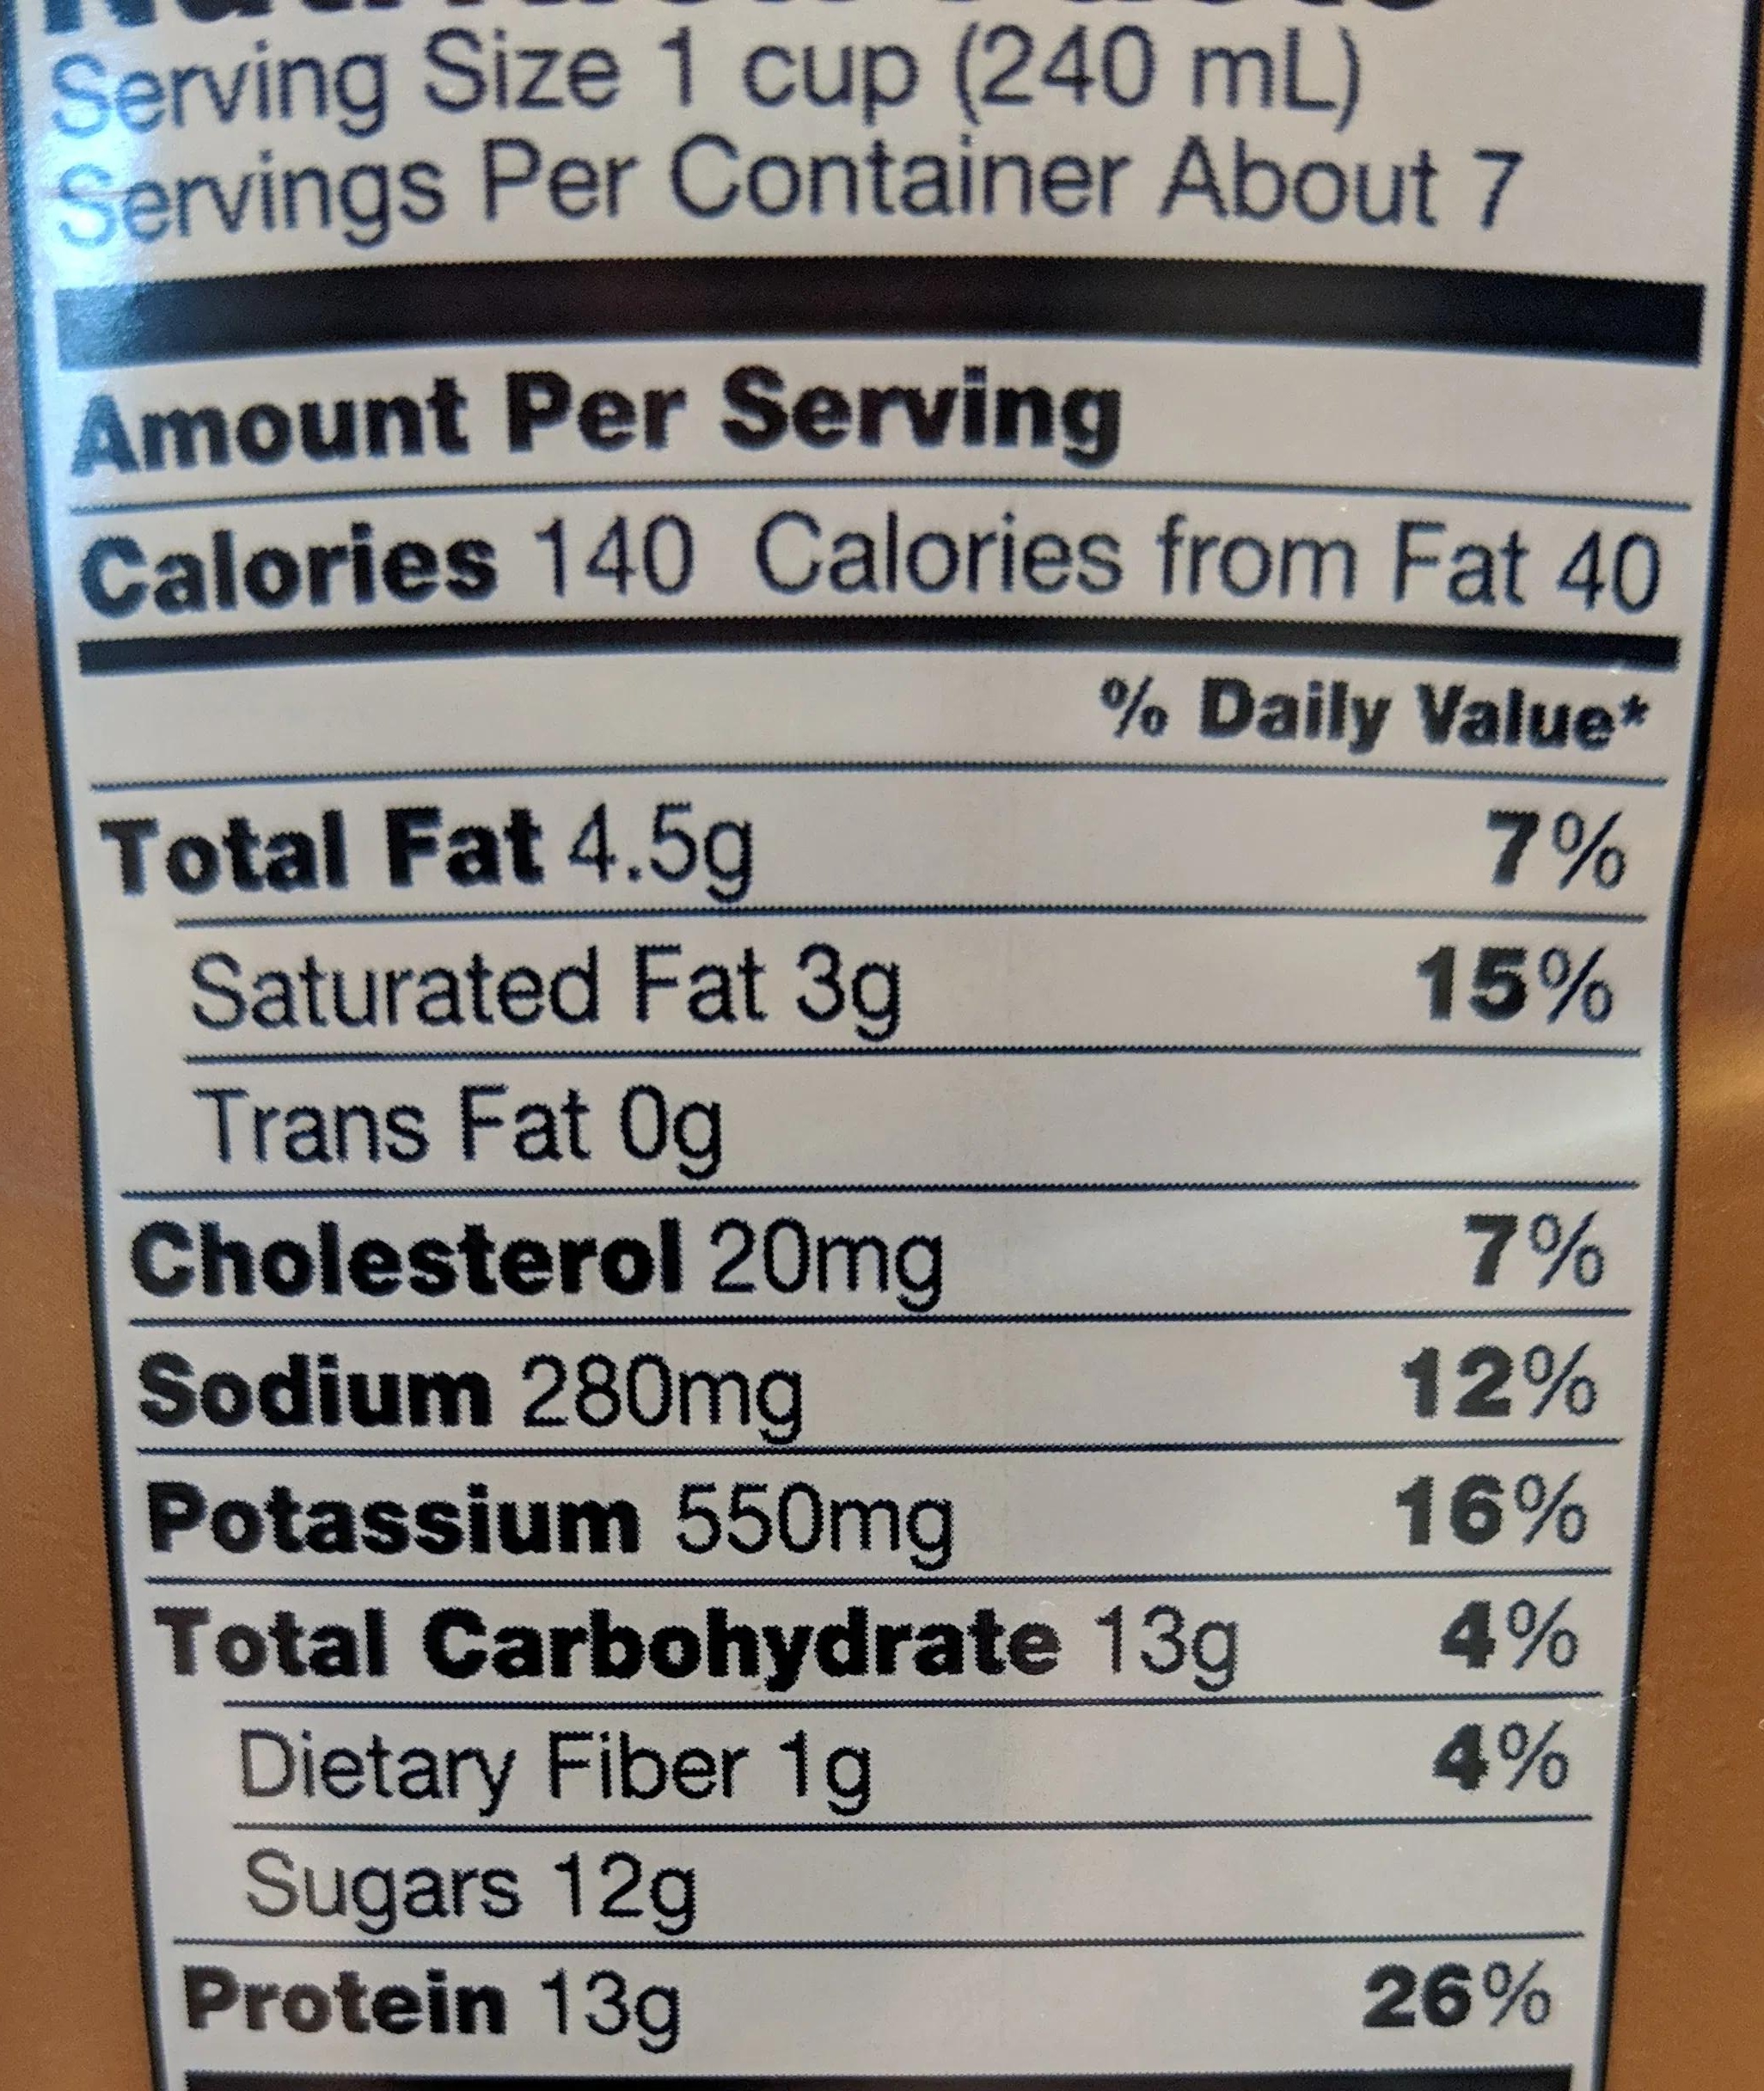 Serving Size 1 cup (240 mL)
Servings Per Container About 7
Amount Per Serving
Calories 140 Calories from Fat 40
% Daily Value*
Total Fat 4.5g 7%
Saturated Fat 3g 15%
Trans Fat 0g
Cholesterol 20mg 7%
Sodium 280mg 12%
Potassium 550mg 16%
Total Carbohydrate 13g 4%
Dietary Fiber 1g 4%
Sugars 12g
Protein 13g 26%